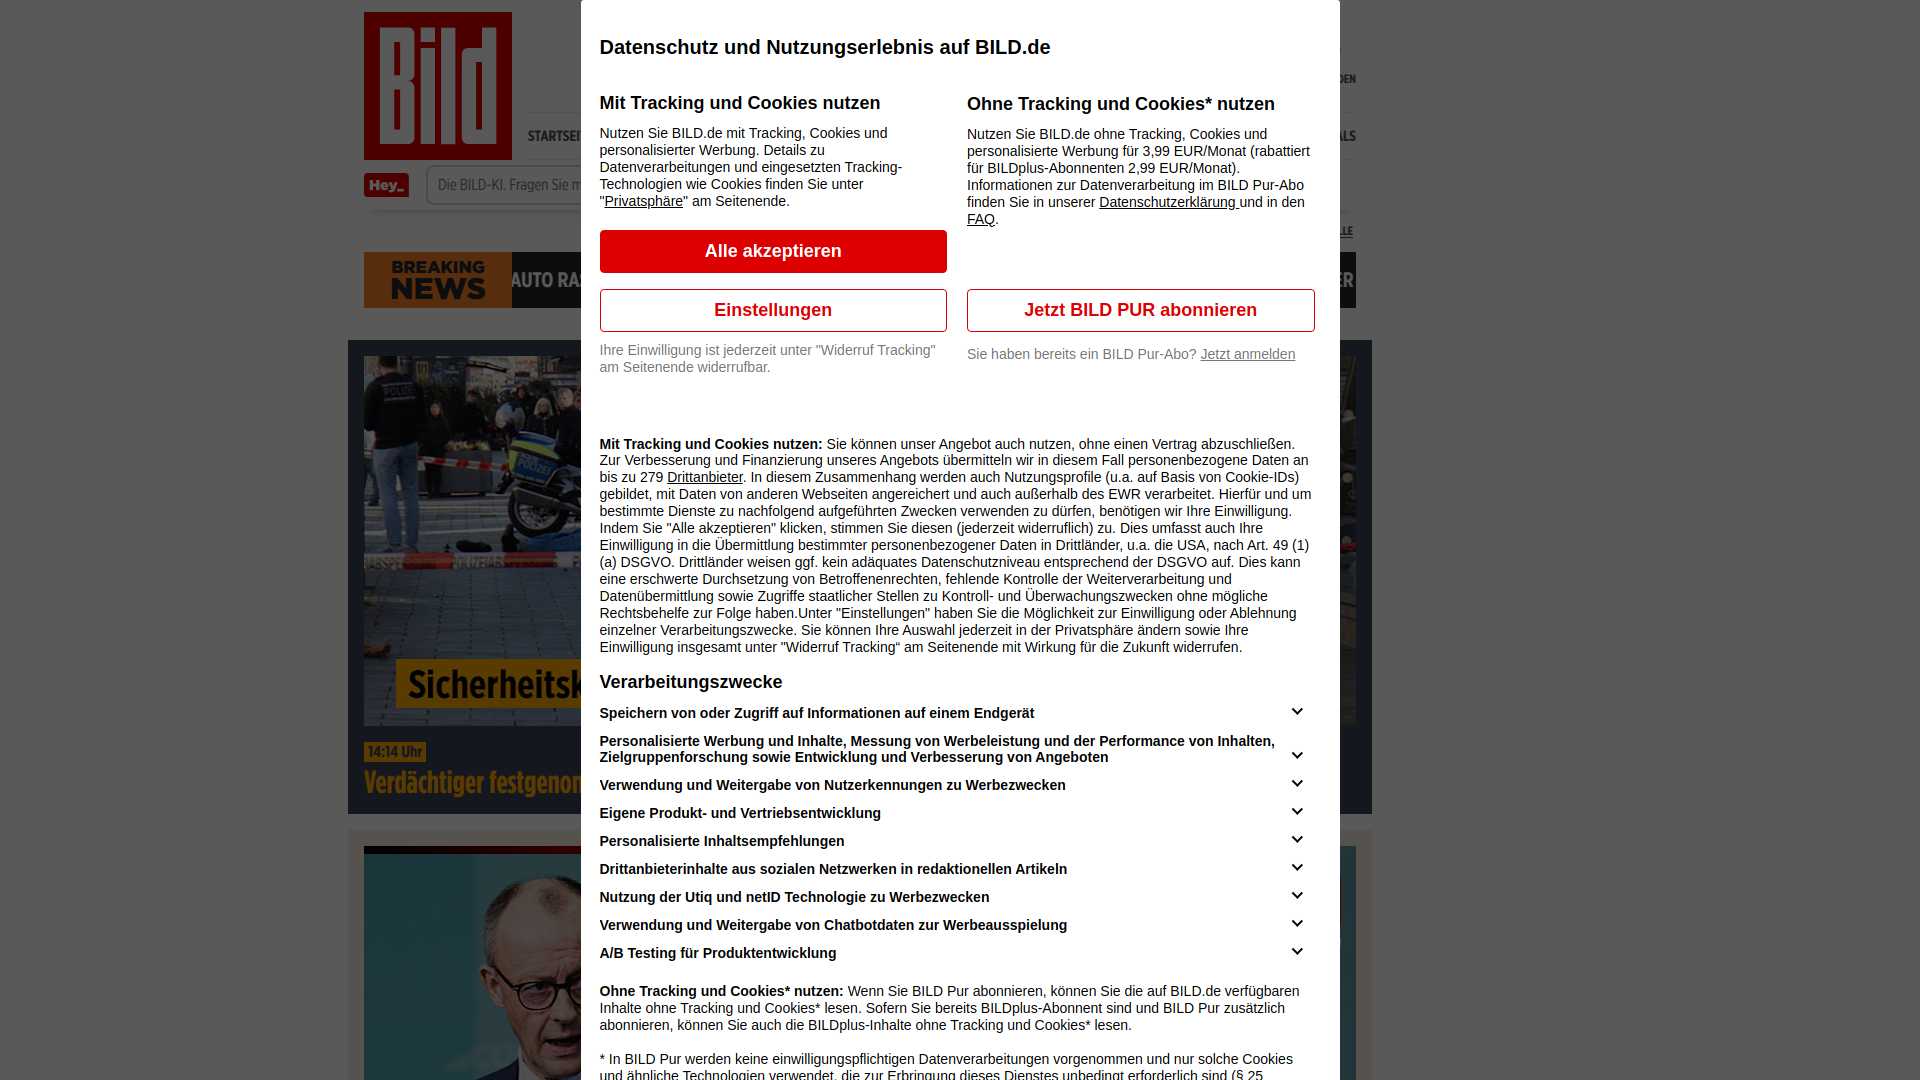 Bild
STARTSEI
Hey_
Die BILD-KI. Fragen Sie m
BREAKING
NEWS
AUTO RAS
Sicherheitsk
14:14 Uhr
Verdächtiger festgenom
POLIZEI
Datenschutz und Nutzungserlebnis auf BILD.de
Mit Tracking und Cookies nutzen
Nutzen Sie BILD.de mit Tracking, Cookies und
personalisierter Werbung. Details zu
Datenverarbeitungen und eingesetzten Tracking-
Technologien wie Cookies finden Sie unter
"Privatsphäre" am Seitenende.
Alle akzeptieren
Einstellungen
Ihre Einwilligung ist jederzeit unter "Widerruf Tracking"
am Seitenende widerrufbar.
Ohne Tracking und Cookies* nutzen
Nutzen Sie BILD.de ohne Tracking, Cookies und
personalisierte Werbung für 3,99 EUR/Monat (rabattiert
für BILDplus-Abonnenten 2,99 EUR/Monat).
Informationen zur Datenverarbeitung im BILD Pur-Abo
finden Sie in unserer Datenschutzerklärung und in den
FAQ.
Jetzt BILD PUR abonnieren
Sie haben bereits ein BILD Pur-Abo? Jetzt anmelden
Mit Tracking und Cookies nutzen: Sie können unser Angebot auch nutzen, ohne einen Vertrag abzuschließen.
Zur Verbesserung und Finanzierung unseres Angebots übermitteln wir in diesem Fall personenbezogene Daten an
bis zu 279 Drittanbieter. In diesem Zusammenhang werden auch Nutzungsprofile (u.a. auf Basis von Cookie-IDs)
gebildet, mit Daten von anderen Webseiten angereichert und auch außerhalb des EWR verarbeitet. Hierfür und um
bestimmte Dienste zu nachfolgend aufgeführten Zwecken verwenden zu dürfen, benötigen wir Ihre Einwilligung.
Indem Sie "Alle akzeptieren" klicken, stimmen Sie diesen (jederzeit widerruflich) zu. Dies umfasst auch Ihre
Einwilligung in die Übermittlung bestimmter personenbezogener Daten in Drittländer, u.a. die USA, nach Art. 49 (1)
(a) DSGVO. Drittländer weisen ggf. kein adäquates Datenschutzniveau entsprechend der DSGVO auf. Dies kann
eine erschwerte Durchsetzung von Betroffenenrechten, fehlende Kontrolle der Weiterverarbeitung und
Datenübermittlung sowie Zugriffe staatlicher Stellen zu Kontroll- und Überwachungszwecken ohne mögliche
Rechtsbehelfe zur Folge haben.Unter "Einstellungen" haben Sie die Möglichkeit zur Einwilligung oder Ablehnung
einzelner Verarbeitungszwecke. Sie können Ihre Auswahl jederzeit in der Privatsphäre ändern sowie Ihre
Einwilligung insgesamt unter "Widerruf Tracking“ am Seitenende mit Wirkung für die Zukunft widerrufen.
Verarbeitungszwecke
Speichern von oder Zugriff auf Informationen auf einem Endgerät
Personalisierte Werbung und Inhalte, Messung von Werbeleistung und der Performance von Inhalten,
Zielgruppenforschung sowie Entwicklung und Verbesserung von Angeboten
Verwendung und Weitergabe von Nutzerkennungen zu Werbezwecken
Eigene Produkt- und Vertriebsentwicklung
Personalisierte Inhaltsempfehlungen
Drittanbieterinhalte aus sozialen Netzwerken in redaktionellen Artikeln
Nutzung der Utiq und netID Technologie zu Werbezwecken
Verwendung und Weitergabe von Chatbotdaten zur Werbeausspielung
A/B Testing für Produktentwicklung
Ohne Tracking und Cookies* nutzen: Wenn Sie BILD Pur abonnieren, können Sie die auf BILD.de verfügbaren
Inhalte ohne Tracking und Cookies* lesen. Sofern Sie bereits BILDplus-Abonnent sind und BILD Pur zusätzlich
abonnieren, können Sie auch die BILDplus-Inhalte ohne Tracking und Cookies* lesen.
* In BILD Pur werden keine einwilligungspflichtigen Datenverarbeitungen vorgenommen und nur solche Cookies
und ähnliche Technologien verwendet, die zur Erbringung dieses Dienstes unbedingt erforderlich sind (§ 25
DEN
ALS
LLE
ER